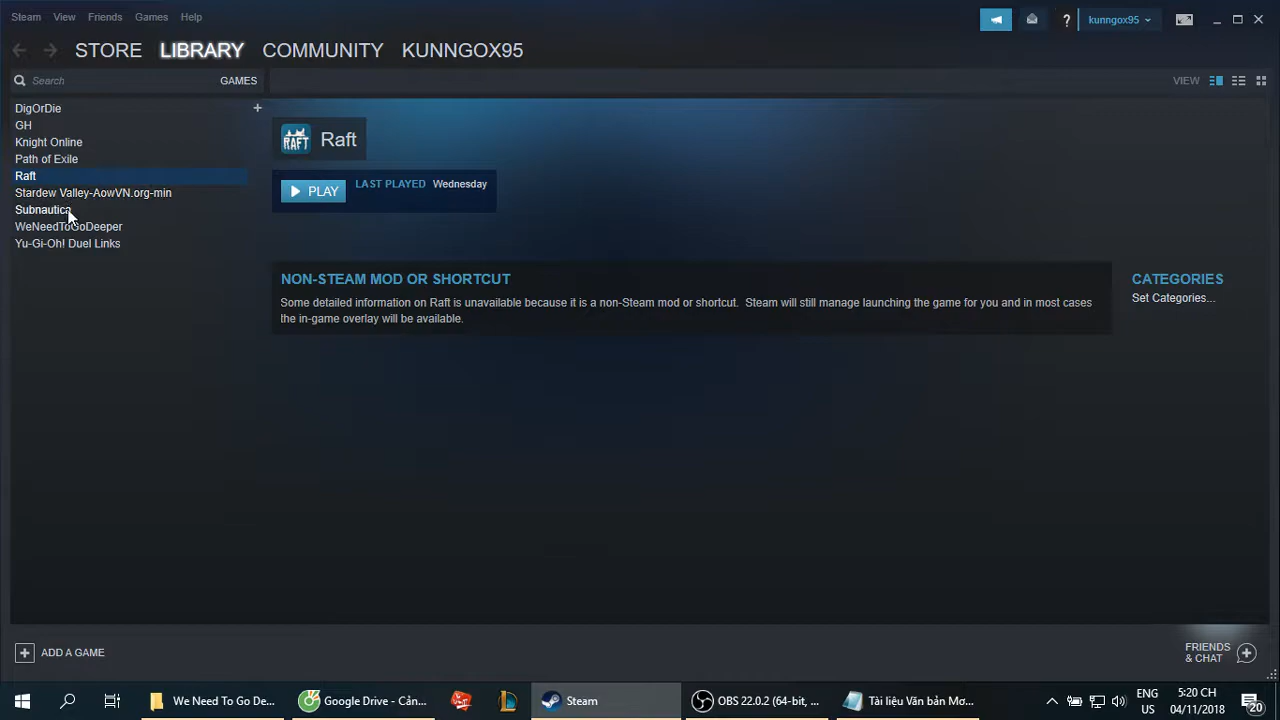 Steam View Friends Games Help
kunngox95
STORE LIBRARY COMMUNITY KUNNGOX95
Search GAMES
VIEW
DigOrDie
GH
Knight Online
Path of Exile
Raft
Stardew Valley-AowVN.org-min
Subnautica
WeNeedToGoDeeper
Yu-Gi-Oh! Duel Links
RAFT Raft
PLAY LAST PLAYED Wednesday
NON-STEAM MOD OR SHORTCUT
Some detailed information on Raft is unavailable because it is a non-Steam mod or shortcut. Steam will still manage launching the game for you and in most cases
the in-game overlay will be available.
CATEGORIES
Set Categories...
ADD A GAME
FRIENDS
& CHAT
We Need To Go De...
Google Drive - Cản...
Steam
OBS 22.0.2 (64-bit, ...
Tài liệu Văn bản Mơ...
ENG
US
5:20 CH
04/11/2018
20